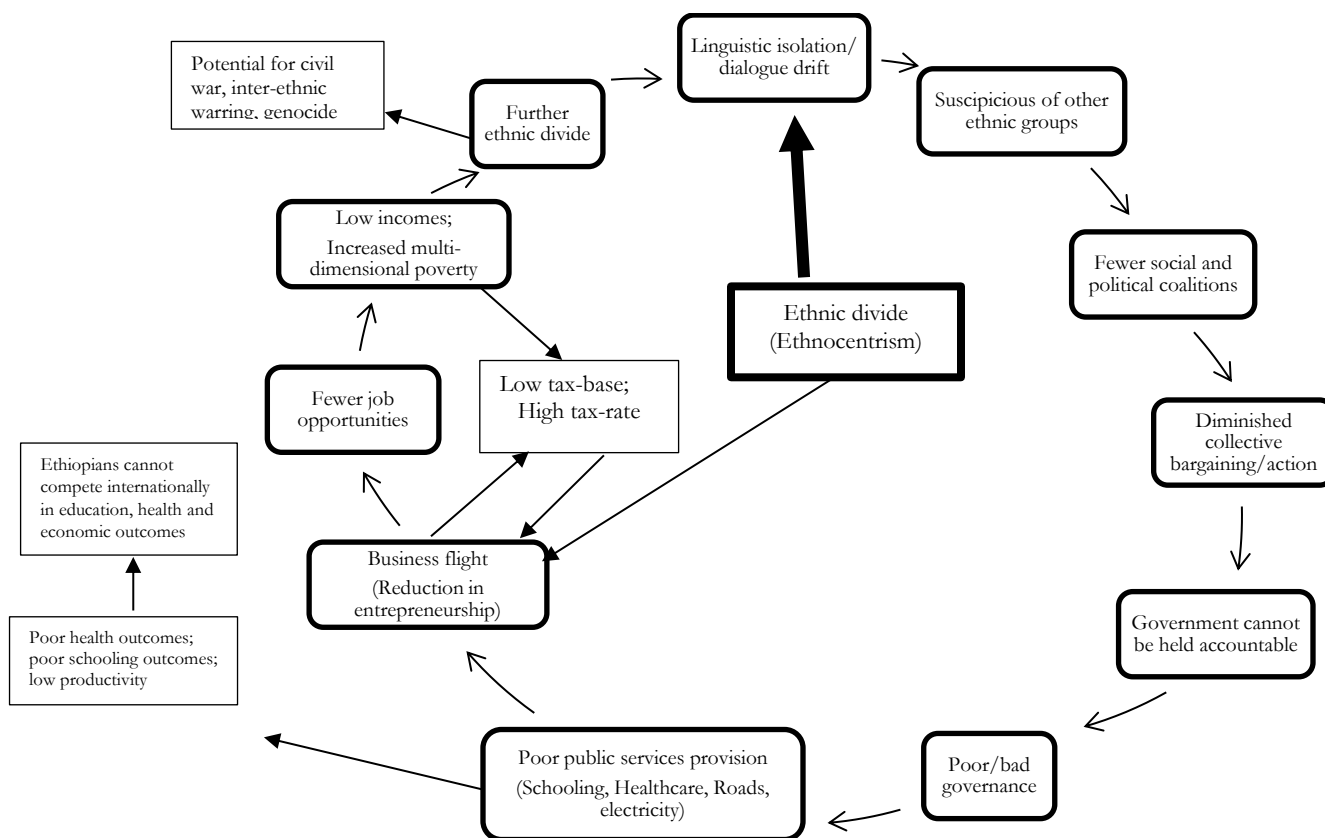 Linguistic isolation/
dialogue drift
Suscipicious of other
ethnic groups
Fewer social and
political coalitions
Diminished
collective
bargaining/action
Government cannot
be held accountable
Poor/bad
governance
Poor public services provision
(Schooling, Healthcare, Roads,
electricity)
Business flight
(Reduction in
entrepreneurship)
Fewer job
opportunities
Low incomes;
Increased multi-
dimensional poverty
Further
ethnic divide
Potential for civil
war, inter-ethnic
warring, genocide
Ethnic divide
(Ethnocentrism)
Low tax-base;
High tax-rate
Ethiopians cannot
compete internationally
in education, health and
economic outcomes
Poor health outcomes;
poor schooling outcomes;
low productivity